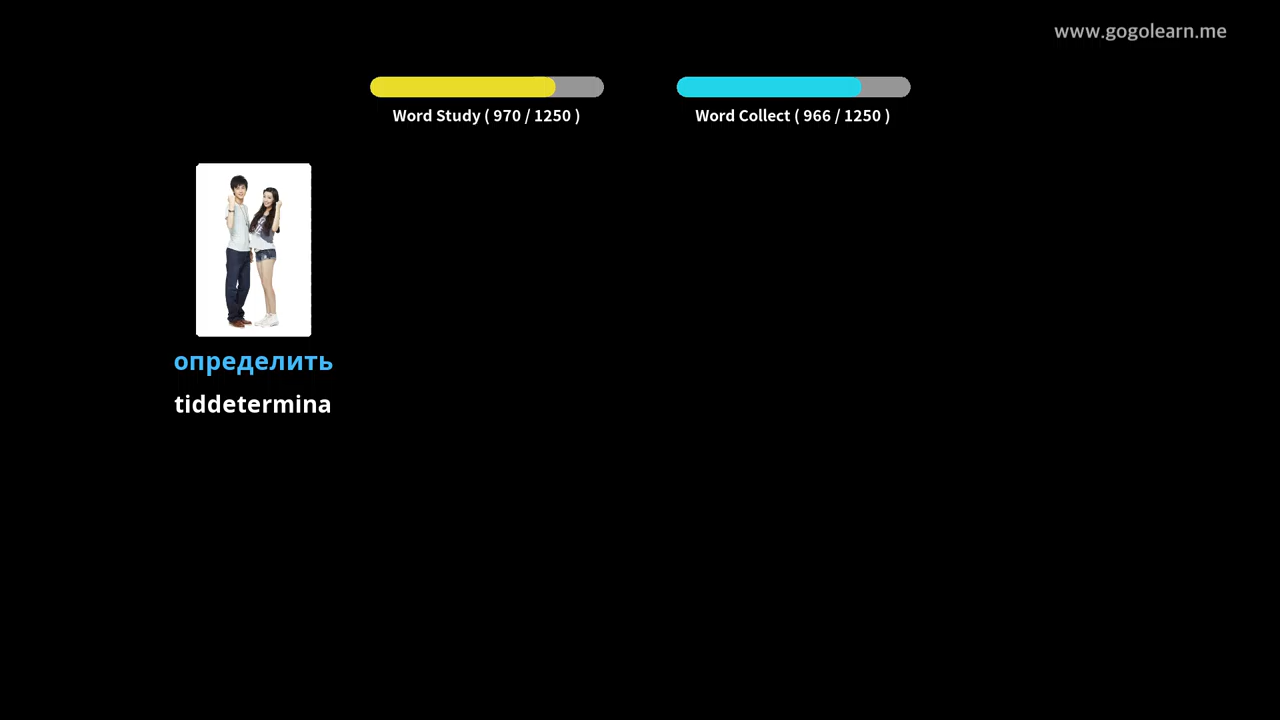 www.gogolearn.me
Word Study ( 970 / 1250 )
Word Collect ( 966 / 1250 )
определить
tiddetermina